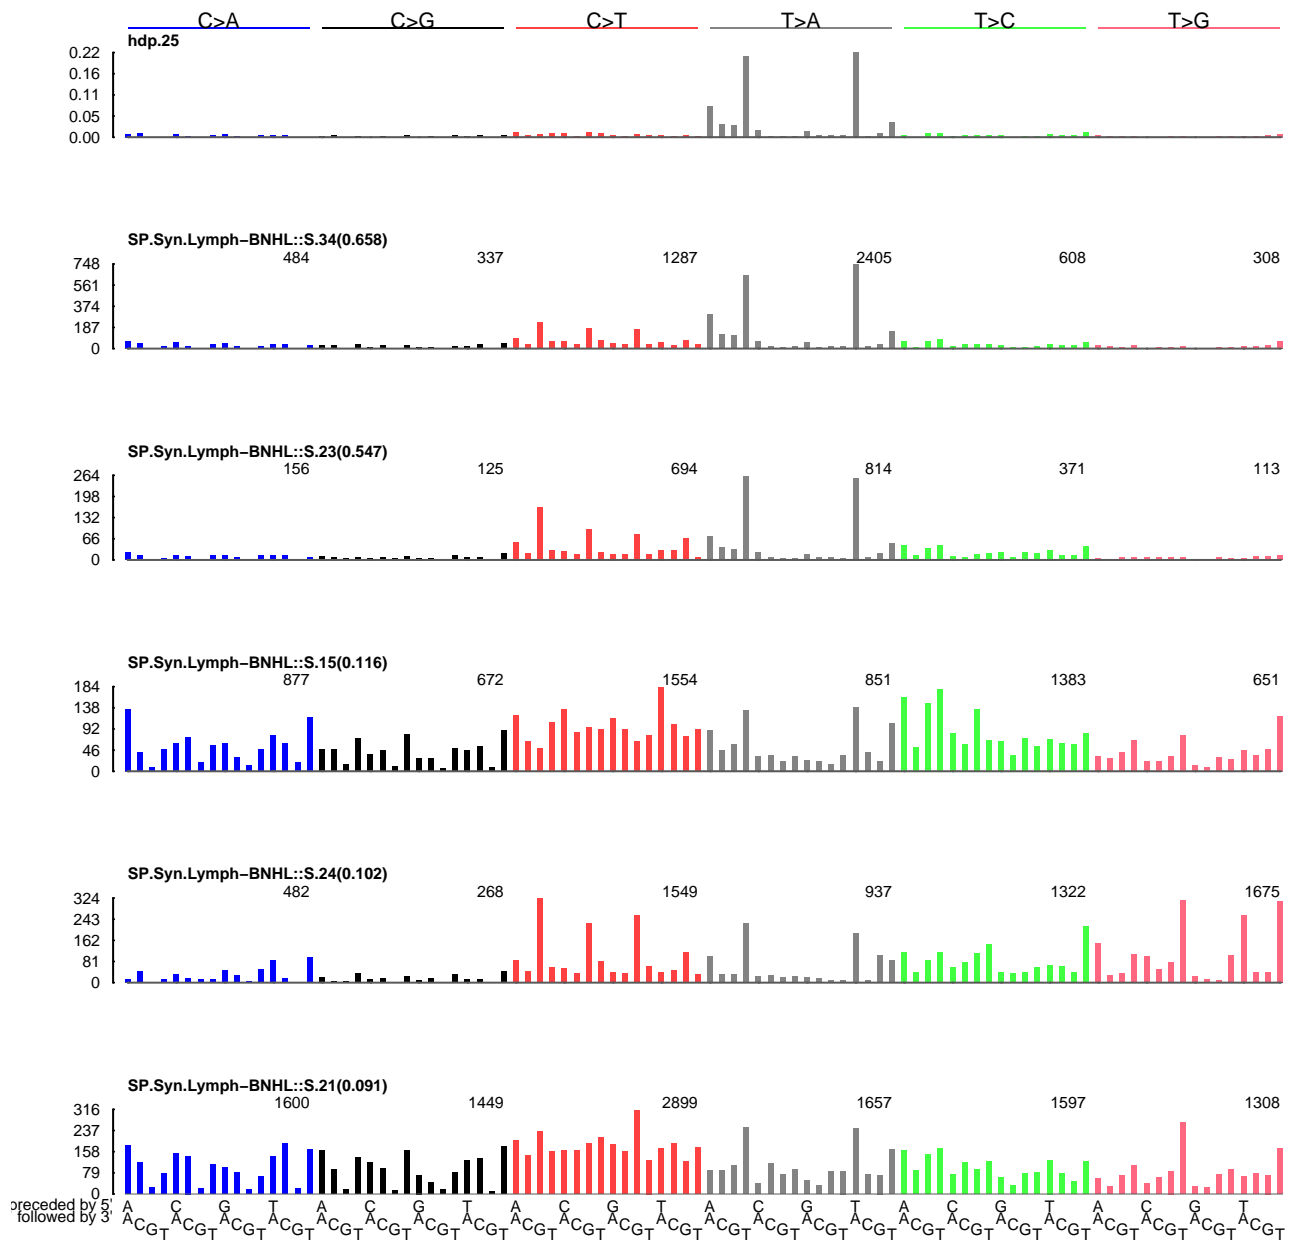 C>A C>G C>T T>A T>C T>G
hdp.25
0.22
0.16
0.11
0.05
0.00
SP.Syn.Lymph−BNHL::S.34(0.658)
484 337 1287 2405 608 308
748
561
374
187
0
SP.Syn.Lymph−BNHL::S.23(0.547)
156 125 694 814 371 113
264
198
132
66
0
SP.Syn.Lymph−BNHL::S.15(0.116)
877 672 1554 851 1383 651
184
138
92
46
0
SP.Syn.Lymph−BNHL::S.24(0.102)
482 268 1549 937 1322 1675
324
243
162
81
0
SP.Syn.Lymph−BNHL::S.21(0.091)
1600 1449 2899 1657 1597 1308
316
237
158
79
0
preceded by 5' A C G T A C G T A C G T A C G T A C G T A C G T
followed by 3' A C G T A C G T A C G T A C G T A C G T A C G T A C G T A C G T A C G T A C G T A C G T A C G T A C G T A C G T A C G T A C G T A C G T A C G T A C G T A C G T A C G T A C G T A C G T A C G T